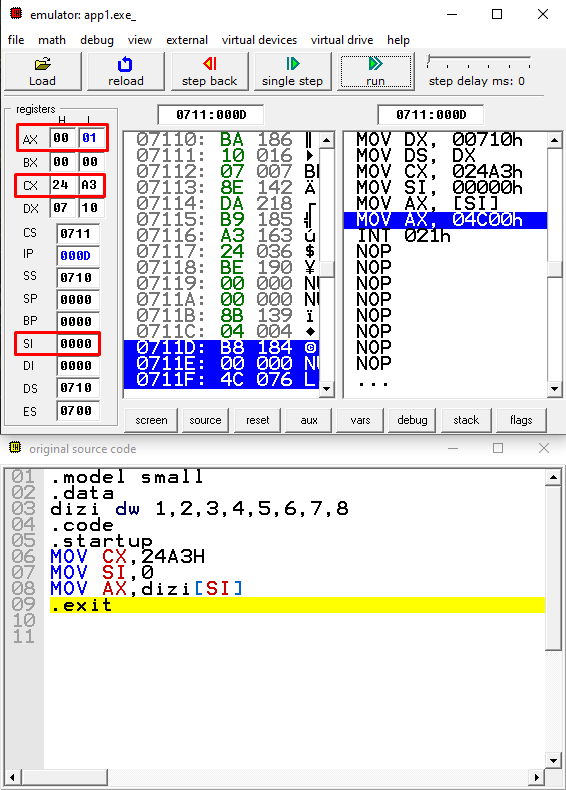 emulator: app1.exe_
file math debug view external virtual devices virtual drive help
Load reload step back single step run step delay ms: 0
registers 0711:000D 0711:000D
H L
AX 00 01
BX 00 00
CX 24 A3
DX 07 10
CS 0711
IP 000D
SS 0710
SP 0000
BP 0000
SI 0000
DI 0000
DS 0710
ES 0700
07110: BA 186 ║
07111: 10 016 ►
07112: 07 007 BE
07113: 8E 142 Ä
07114: DA 218 ┌
07115: B9 185 ╣
07116: A3 163 ú
07117: 24 036 $
07118: BE 190 ¥
07119: 00 000 NU
0711A: 00 000 NU
0711B: 8B 139 ï
0711C: 04 004 ♦
0711D: B8 184 ©
0711E: 00 000 NU
0711F: 4C 076 L
MOV DX, 00710h
MOV DS, DX
MOV CX, 024A3h
MOV SI, 00000h
MOV AX, [SI]
MOV AX, 04C00h
INT 021h
NOP
NOP
NOP
NOP
NOP
NOP
NOP
NOP
...
screen source reset aux vars debug stack flags
original source code
01 .model small
02 .data
03 dizi dw 1,2,3,4,5,6,7,8
04 .code
05 .startup
06 MOV CX,24A3H
07 MOV SI,0
08 MOV AX,dizi[SI]
09 .exit
10
11